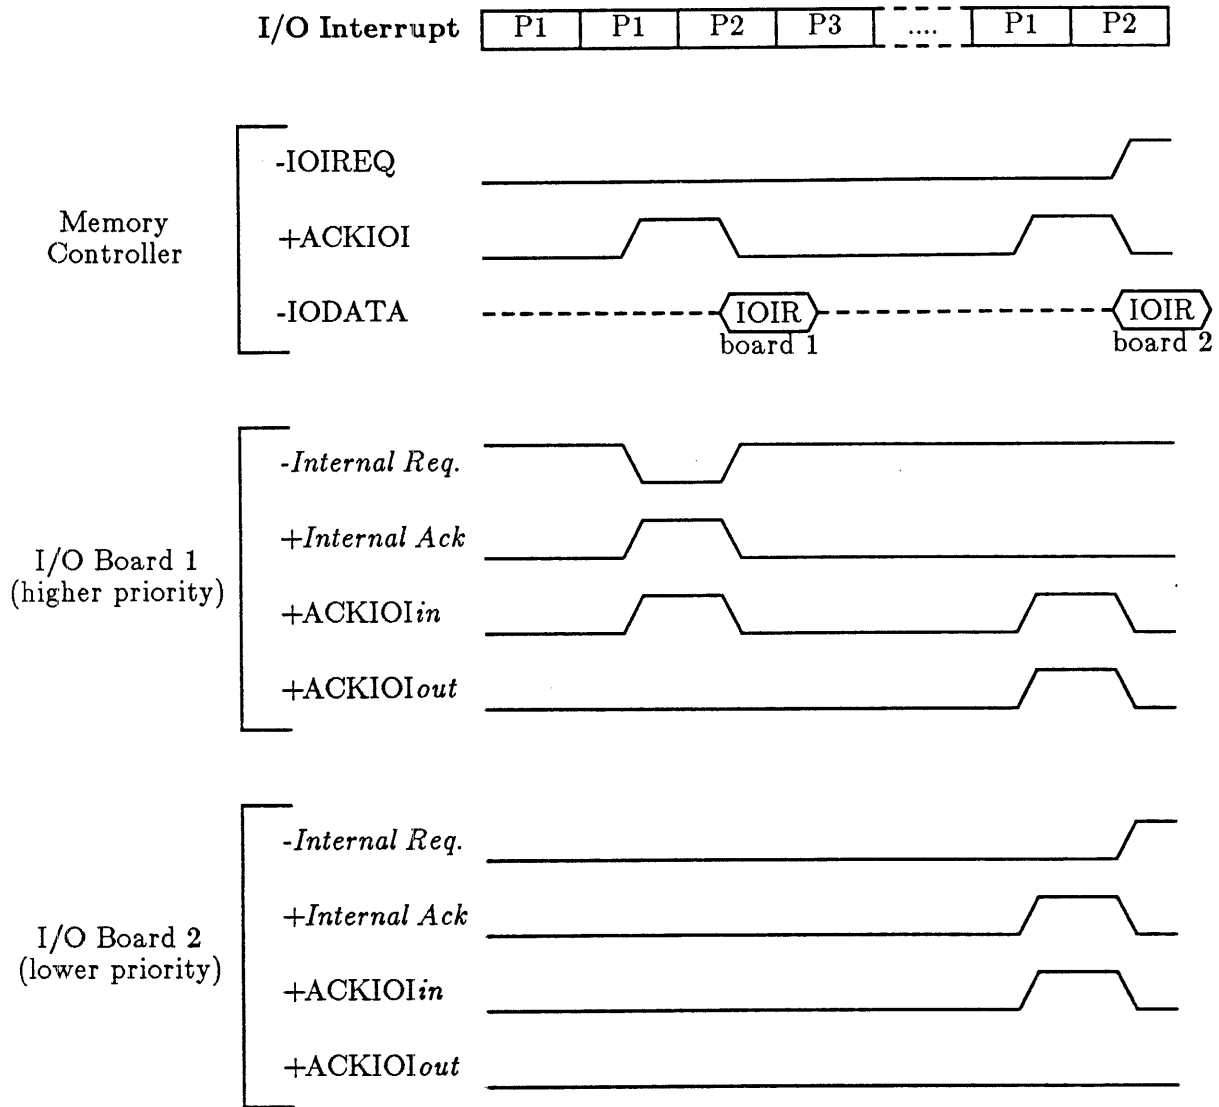 I/O Interrupt P1 P1 P2 P3 .... P1 P2
-IOIREQ
Memory
Controller
+ACKIOI
-IODATA IOIR IOIR
board 1 board 2
-Internal Req.
+Internal Ack
I/O Board 1
(higher priority)
+ACKIOIin
+ACKIOIout
-Internal Req.
+Internal Ack
I/O Board 2
(lower priority)
+ACKIOIin
+ACKIOIout